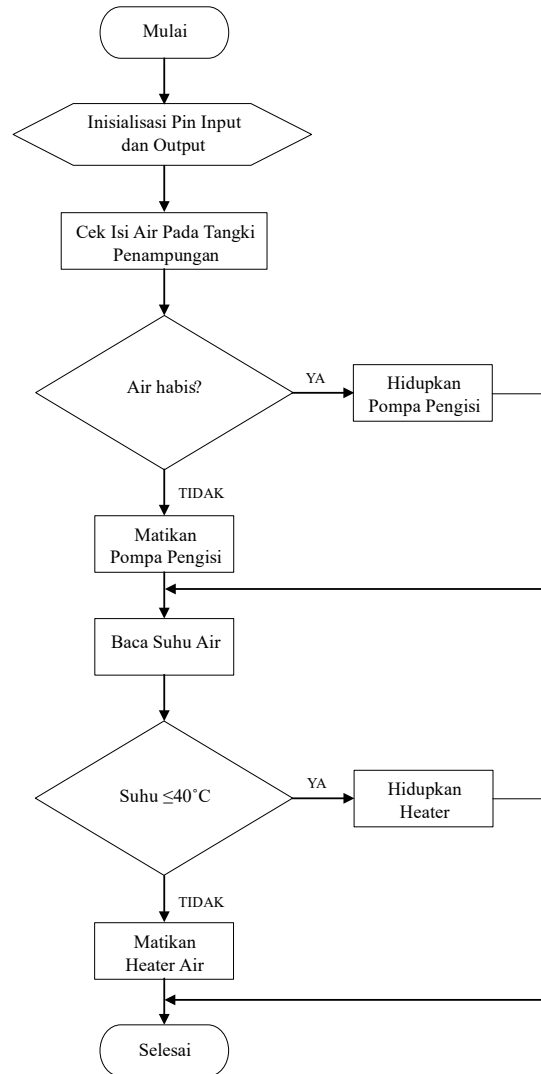 Mulai
Inisialisasi Pin Input
dan Output
Cek Isi Air Pada Tangki
Penampungan
Air habis?
YA
Hidupkan
Pompa Pengisi
TIDAK
Matikan
Pompa Pengisi
Baca Suhu Air
Suhu ≤40˚C
YA
Hidupkan
Heater
TIDAK
Matikan
Heater Air
Selesai